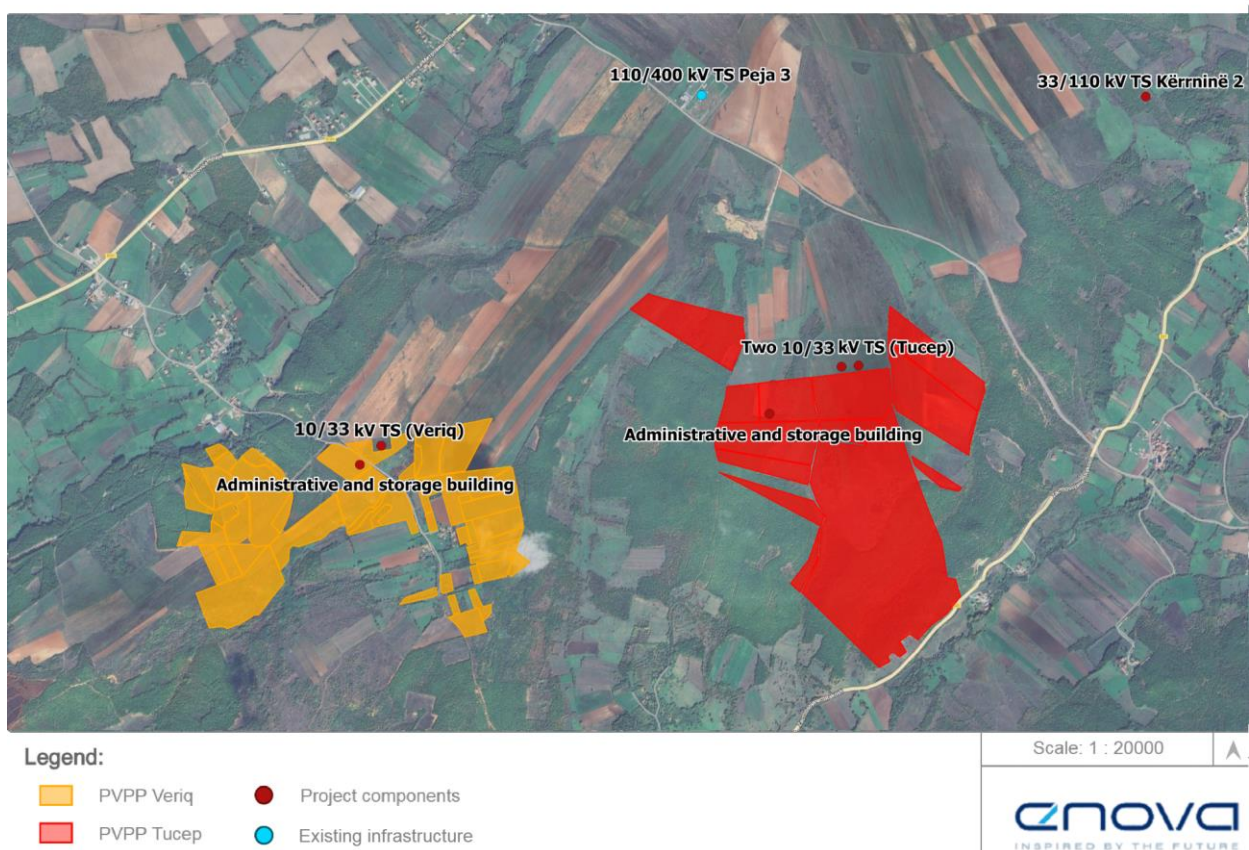 110/400 kV TS Peja 3
33/110 kV TS Kërrninë 2
Two 10/33 kV TS (Tucep)
10/33 kV TS (Veriq)
Administrative and storage building
Administrative and storage building
Legend:
PVPP Veriq
Project components
PVPP Tucep
Existing infrastructure
Scale: 1 : 20000
enova
INSPIRED BY THE FUTURE